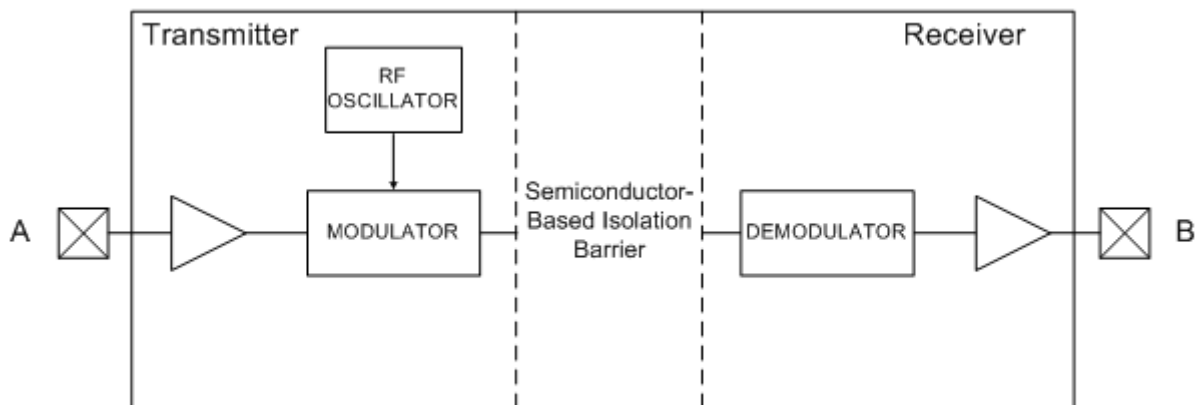 Transmitter
Receiver
RF
OSCILLATOR
A
MODULATOR
Semiconductor-
Based Isolation
Barrier
DEMODULATOR
B